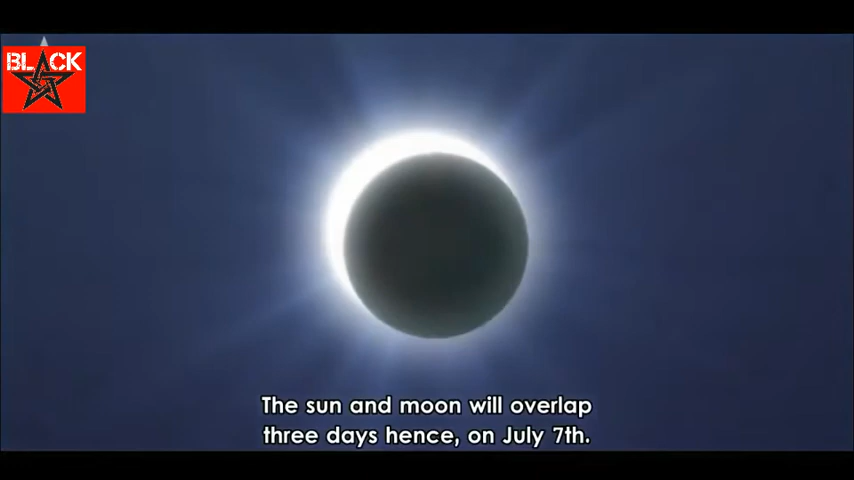 BLACK
The sun and moon will overlap
three days hence, on July 7th.